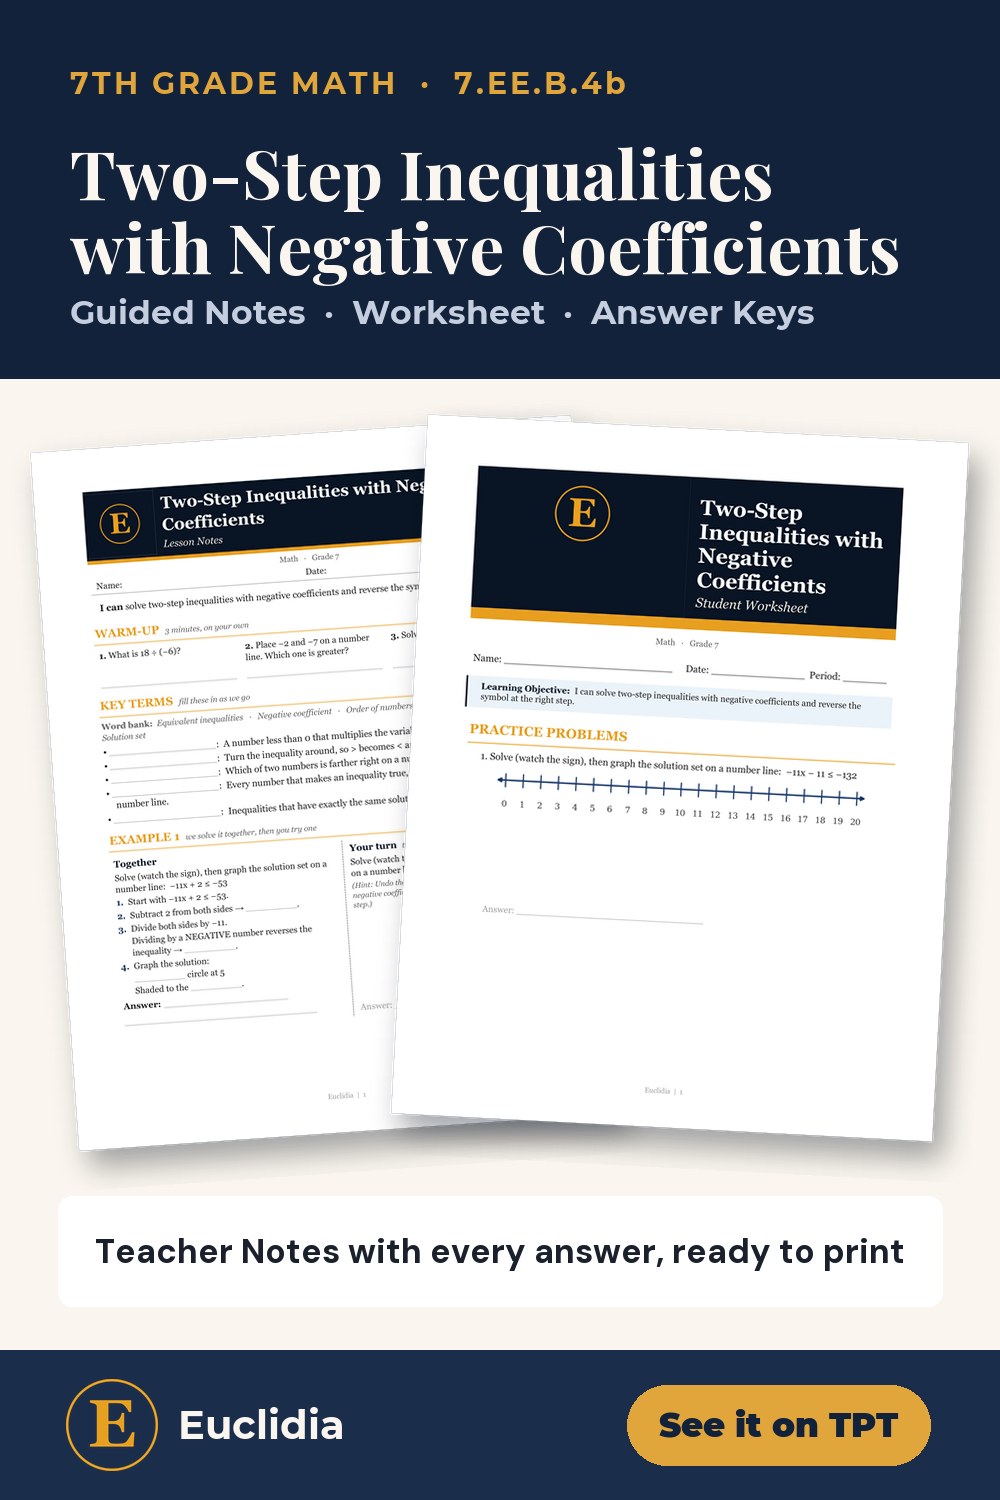 7TH GRADE MATH · 7.EE.B.4b
Two-Step Inequalities
with Negative Coefficients
Guided Notes · Worksheet · Answer Keys
E
Two-Step Inequalities with Neg
Coefficients
Lesson Notes
Math · Grade 7
Name:
Date:
I can solve two-step inequalities with negative coefficients and reverse the sym
WARM-UP 3 minutes, on your own
1. What is 18 ÷ (−6)?
2. Place −2 and −7 on a number
line. Which one is greater?
3. Solv
KEY TERMS fill these in as we go
Word bank: Equivalent inequalities · Negative coefficient · Order of numbers
Solution set
• : A number less than 0 that multiplies the varia
• : Turn the inequality around, so > becomes < a
• : Which of two numbers is farther right on a nu
• : Every number that makes an inequality true,
number line.
• : Inequalities that have exactly the same solut
EXAMPLE 1 we solve it together, then you try one
Together
Solve (watch the sign), then graph the solution set on a
number line: −11x + 2 ≤ −53
1. Start with −11x + 2 ≤ −53.
2. Subtract 2 from both sides → .
3. Divide both sides by −11.
Dividing by a NEGATIVE number reverses the
inequality → .
4. Graph the solution:
circle at 5
Shaded to the .
Answer:
Your turn
Solve (watch t
on a number l
(Hint: Undo th
negative coeffic
step.)
Answer:
Euclidia | 1
E
Two-Step
Inequalities with
Negative
Coefficients
Student Worksheet
Math · Grade 7
Name: Date: Period:
Learning Objective: I can solve two-step inequalities with negative coefficients and reverse the
symbol at the right step.
PRACTICE PROBLEMS
1. Solve (watch the sign), then graph the solution set on a number line: −11x − 11 ≤ −132
0 1 2 3 4 5 6 7 8 9 10 11 12 13 14 15 16 17 18 19 20
Answer:
Euclidia | 1
Teacher Notes with every answer, ready to print
E
Euclidia
See it on TPT